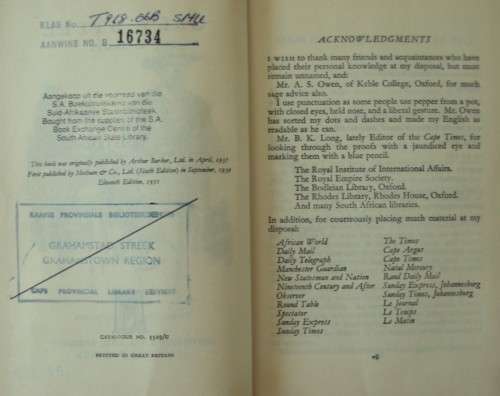 KLAS NO. T968.06B SMU
AANWINS NO. B 16734
Aangekoop uit die voorraad van die
S.A. Boekuitruildiens van die
Suid-Afrikaanse Staatsbiblioteek.
Bought from the supplies of the S.A.
Book Exchange Centre of the
South African State Library.
This book was originally published by Arthur Barker, Ltd. in April, 1937
First published by Methuen & Co., Ltd. (Ninth Edition) in September, 1939
Eleventh Edition, 1951
KAAPSE PROVINSIALE BIBLIOTEEKDIENS
GRAHAMSTAD STREEK
GRAHAMSTOWN REGION
CAPE PROVINCIAL LIBRARY SERVICE
CATALOGUE NO. 3509/U
PRINTED IN GREAT BRITAIN
ACKNOWLEDGMENTS
I WISH to thank many friends and acquaintances who have
placed their personal knowledge at my disposal, but must
remain unnamed, and:
Mr. A. S. Owen, of Keble College, Oxford, for much
sage advice also.
I use punctuation as some people use pepper from a pot,
with closed eyes, held nose, and a liberal gesture. Mr. Owen
has sorted my dots and dashes and made my English as
readable as he can.
Mr. B. K. Long, lately Editor of the Cape Times, for
looking through the proofs with a jaundiced eye and
marking them with a blue pencil.
The Royal Institute of International Affairs.
The Royal Empire Society.
The Bodleian Library, Oxford.
The Rhodes Library, Rhodes House, Oxford.
And many South African libraries.
In addition, for courteously placing much material at my
disposal:
African World
Daily Mail
Daily Telegraph
Manchester Guardian
New Statesman and Nation
Nineteenth Century and After
Observer
Round Table
Spectator
Sunday Express
Sunday Times
The Times
Cape Argus
Cape Times
Natal Mercury
Rand Daily Mail
Sunday Express, Johannesburg
Sunday Times, Johannesburg
Le Journal
Le Temps
Le Matin